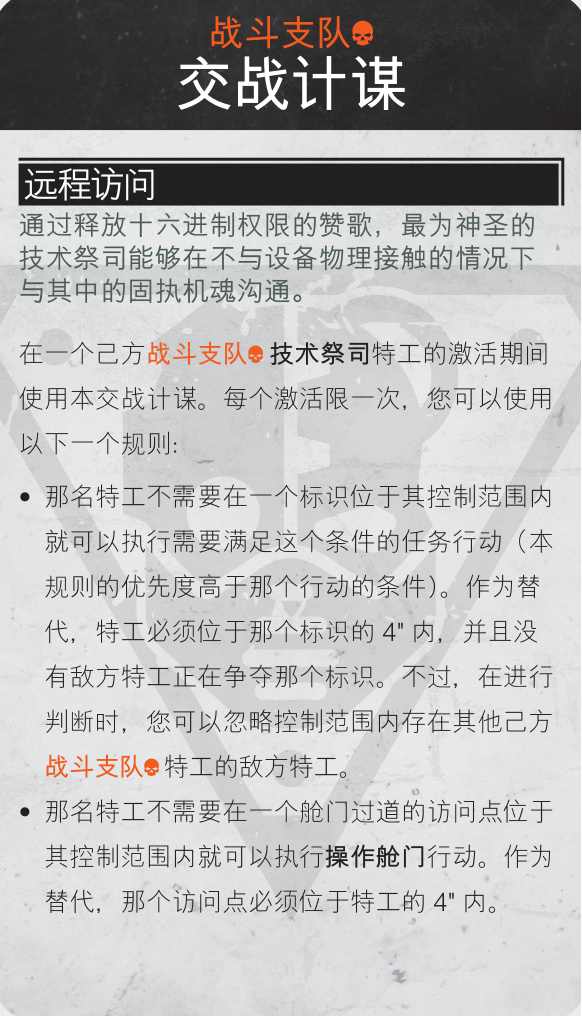 战斗支队
交战计谋
远程访问
通过释放十六进制权限的赞歌，最为神圣的
技术祭司能够在不与设备物理接触的情况下
与其中的固执机魂沟通。
在一个己方战斗支队 技术祭司特工的激活期间
使用本交战计谋。每个激活限一次，您可以使用
以下一个规则:
• 那名特工不需要在一个标识位于其控制范围内
就可以执行需要满足这个条件的任务行动（本
规则的优先度高于那个行动的条件）。作为替
代，特工必须位于那个标识的 4" 内，并且没
有敌方特工正在争夺那个标识。不过，在进行
判断时，您可以忽略控制范围内存在其他己方
战斗支队 特工的敌方特工。
• 那名特工不需要在一个舱门过道的访问点位于
其控制范围内就可以执行操作舱门行动。作为
替代，那个访问点必须位于特工的 4" 内。